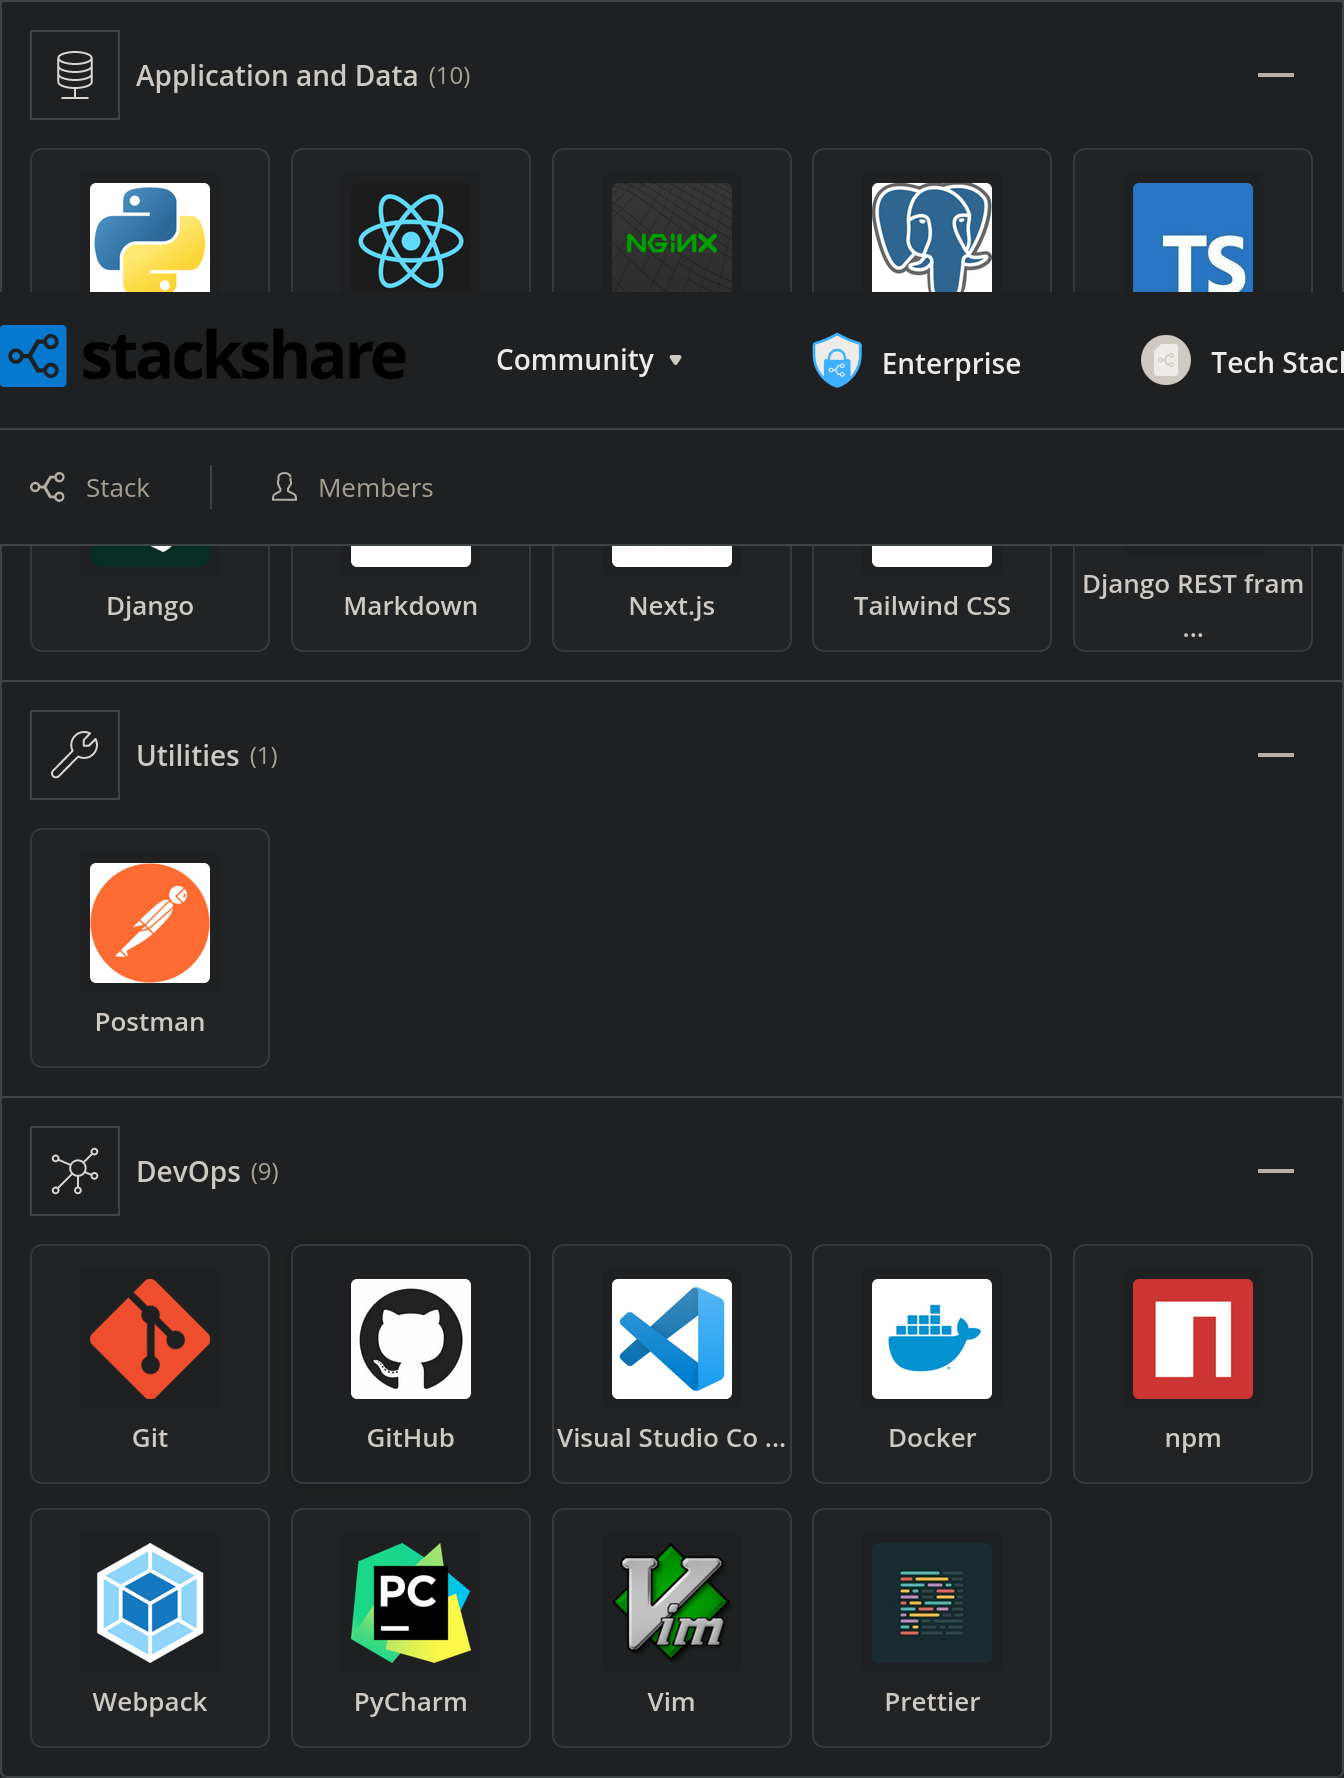 Application and Data (10)
NGiNX
TS
stackshare
Community
Enterprise
Tech Stac
Stack
Members
Django
Markdown
Next.js
Tailwind CSS
Django REST fram
...
Utilities (1)
Postman
DevOps (9)
Git
GitHub
Visual Studio Co ...
Docker
npm
PC
Webpack
PyCharm
Vim
Vim
Prettier